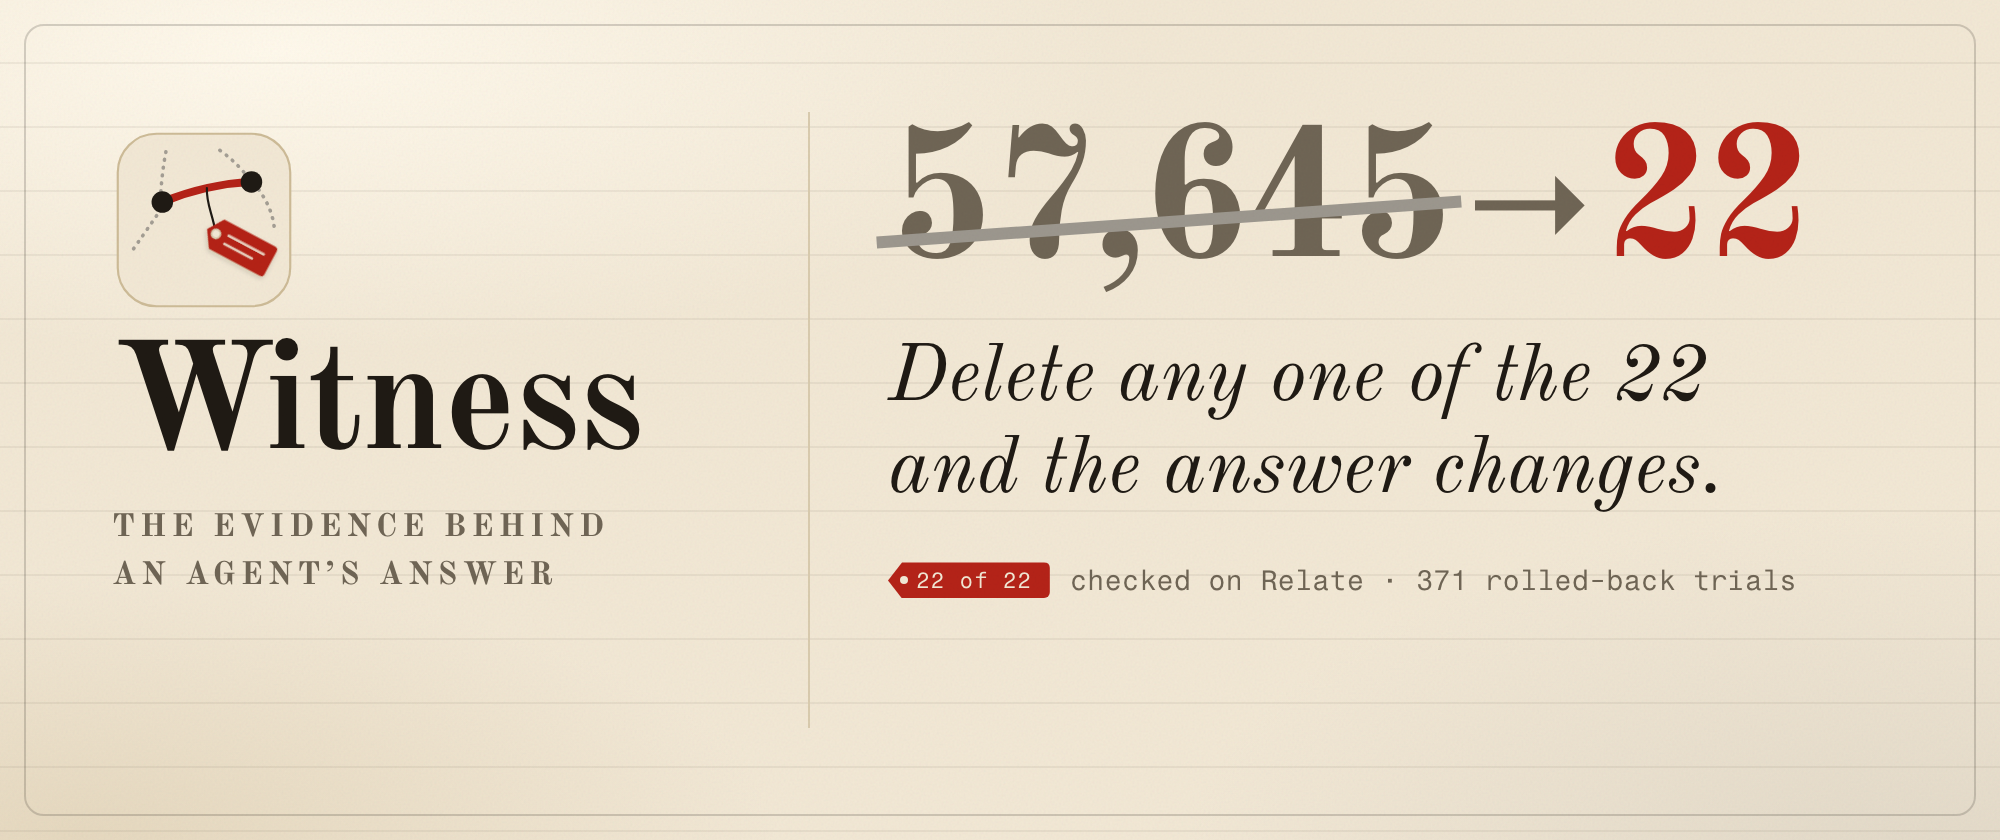 Witness
THE EVIDENCE BEHIND
AN AGENT’S ANSWER
57,645 → 22
Delete any one of the 22
and the answer changes.
22 of 22 checked on Relate · 371 rolled-back trials